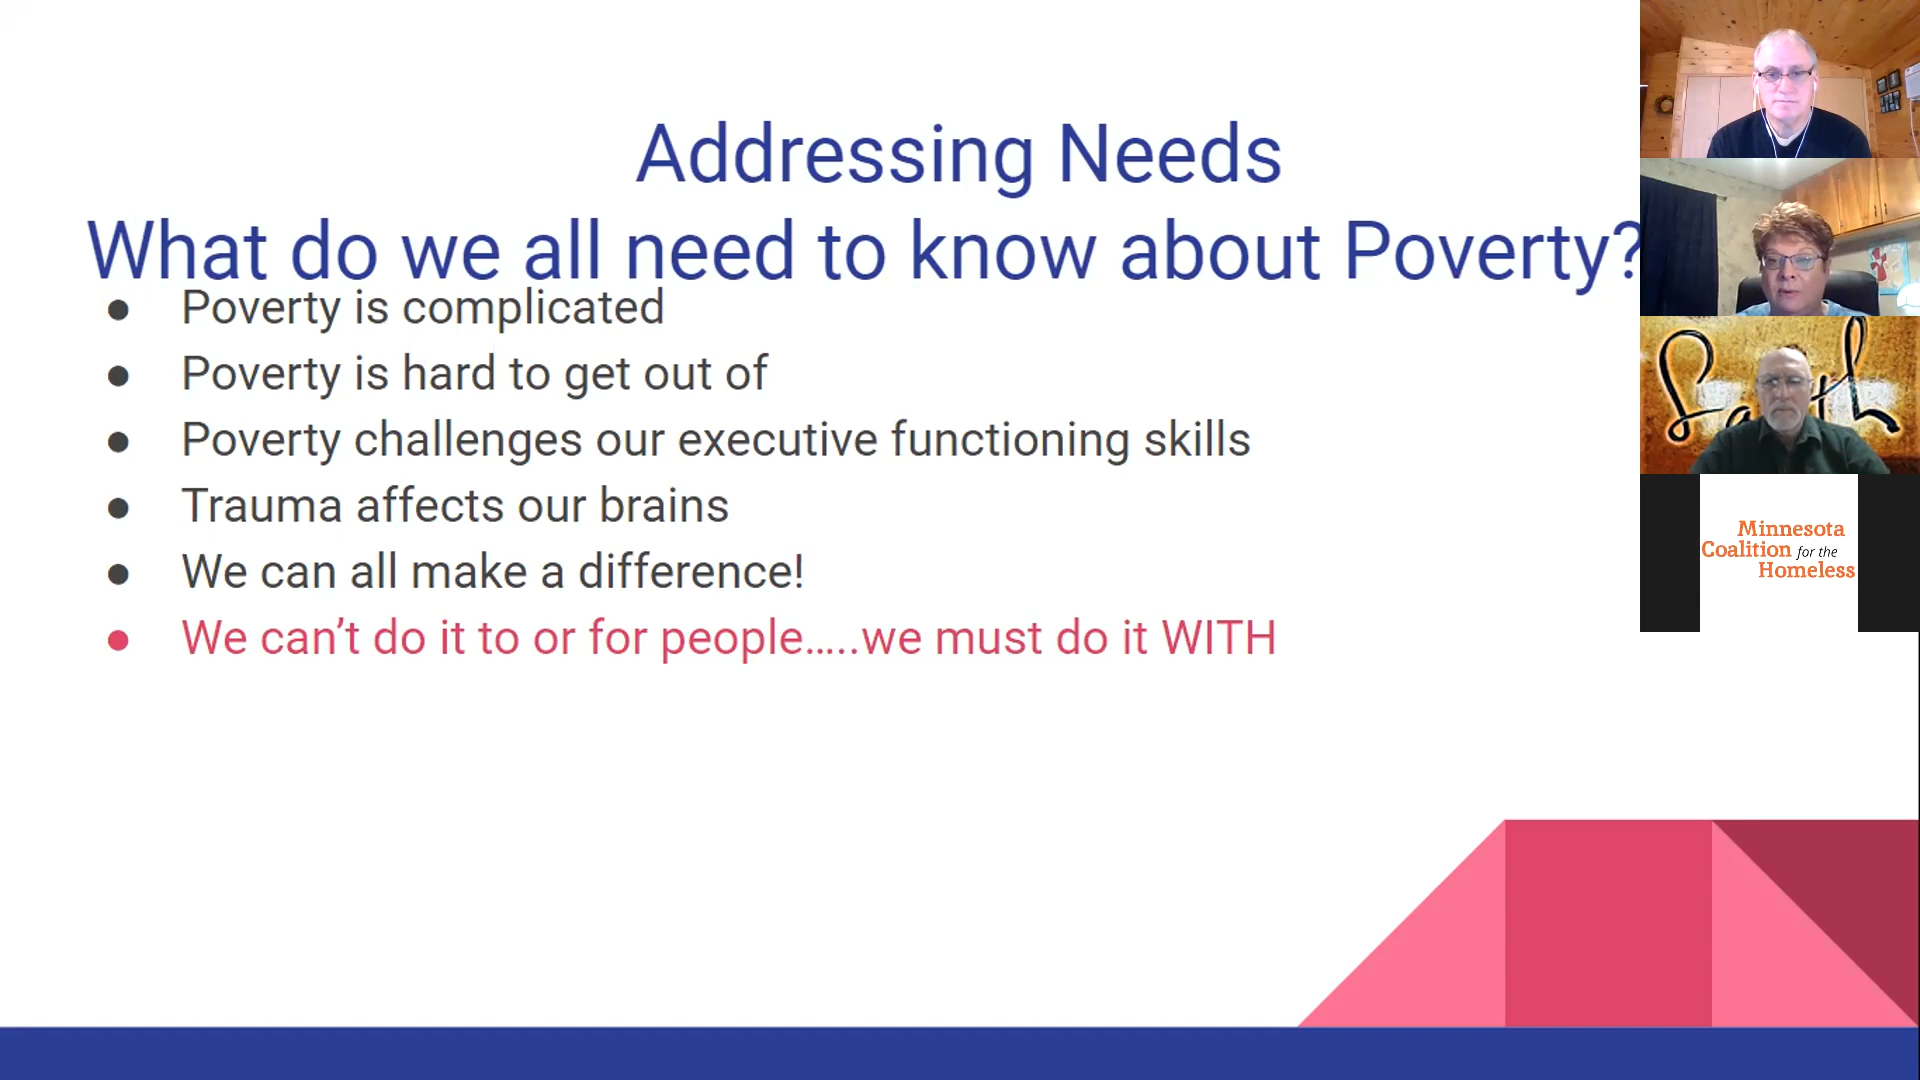 Addressing Needs
What do we all need to know about Poverty?
● Poverty is complicated
● Poverty is hard to get out of
● Poverty challenges our executive functioning skills
● Trauma affects our brains
● We can all make a difference!
● We can’t do it to or for people.....we must do it WITH
Minnesota
Coalition for the
Homeless